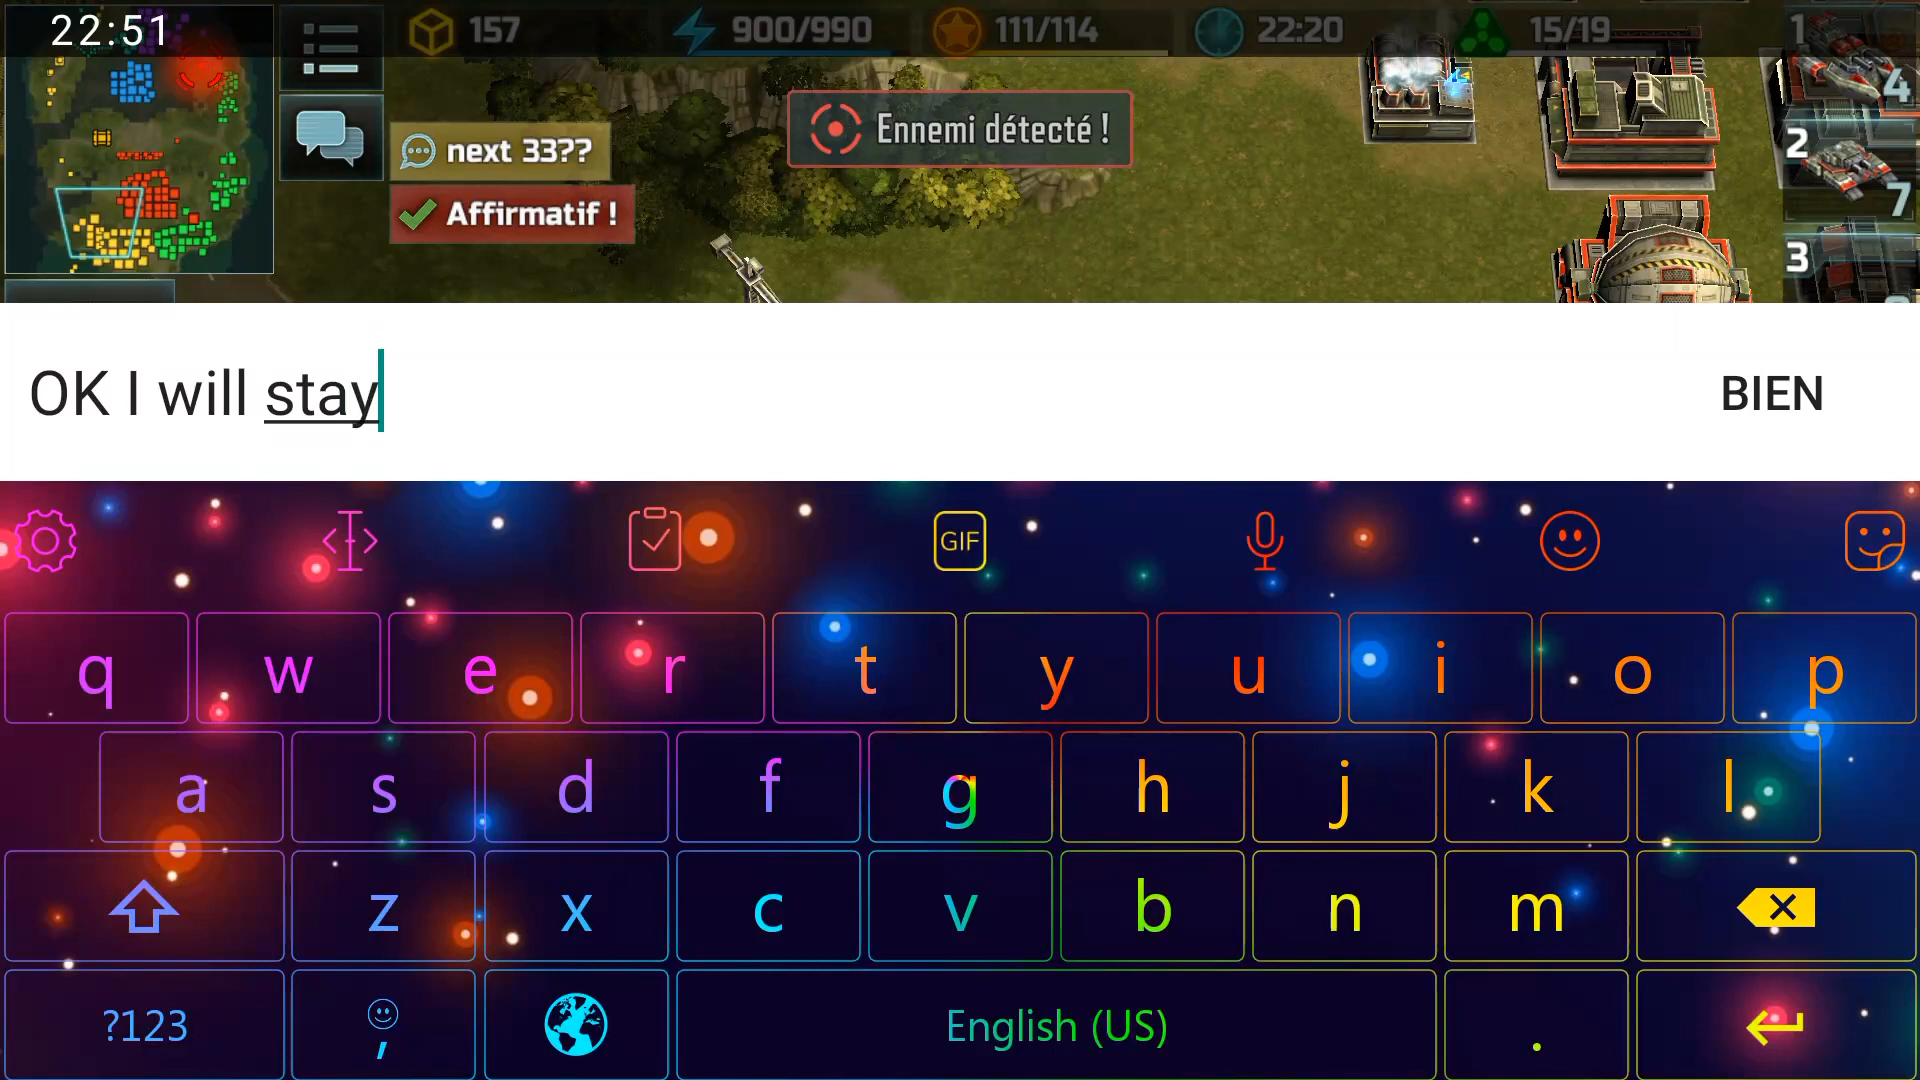 22:51
157
900/990
111/114
22:20
15/19
1
4
2
7
3
next 33??
Affirmatif !
Ennemi détecté !
OK I will stay
BIEN
GIF
q w e r t y u i o p
a s d f g h j k l
z x c v b n m
?123 , English (US) .